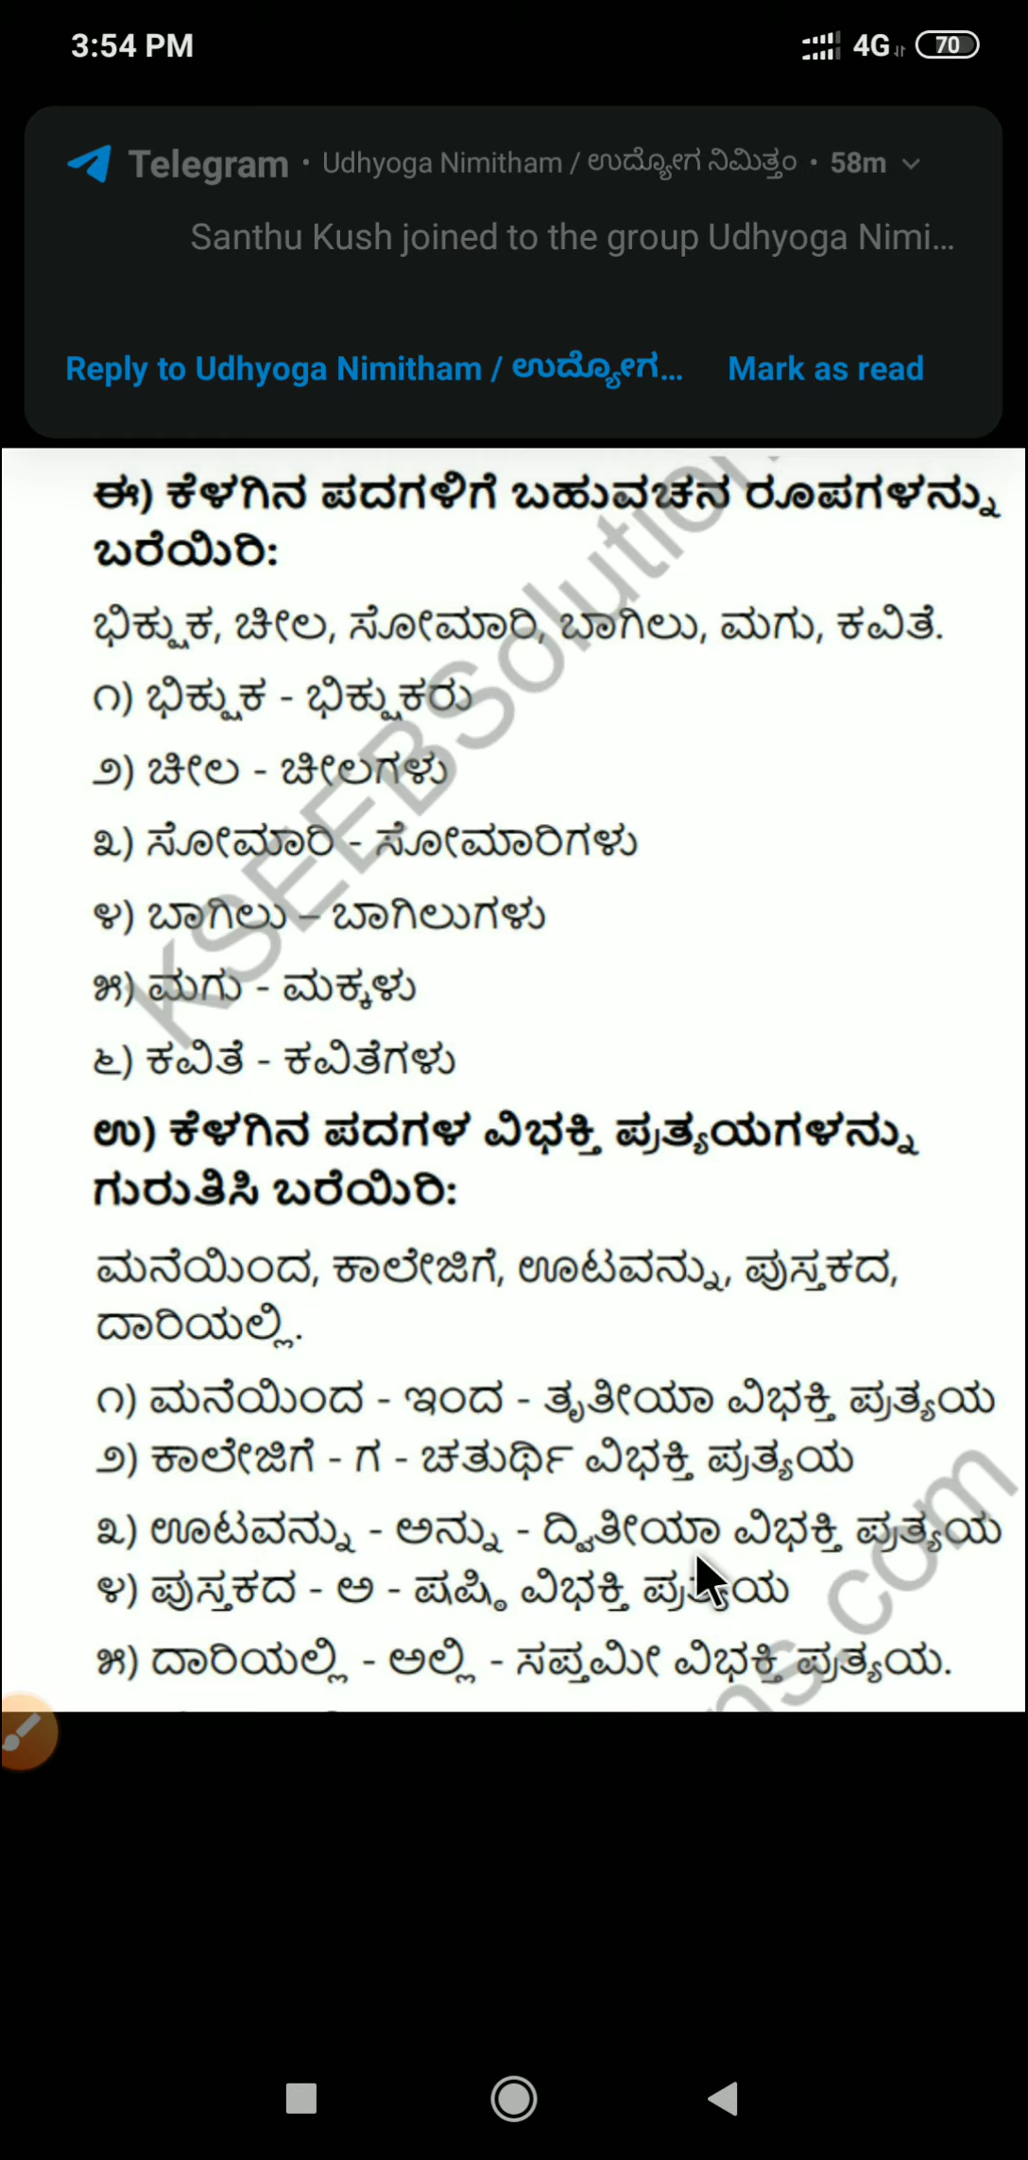 3:54 PM 4G 70
Telegram • Udhyoga Nimitham / ಉದ್ಯೋಗ ನಿಮಿತ್ತಂ • 58m
Santhu Kush joined to the group Udhyoga Nimi...
Reply to Udhyoga Nimitham / ಉದ್ಯೋಗ... Mark as read
ಈ) ಕೆಳಗಿನ ಪದಗಳಿಗೆ ಬಹುವಚನ ರೂಪಗಳನ್ನು
ಬರೆಯಿರಿ:
ಭಿಕ್ಷುಕ, ಚೀಲ, ಸೋಮಾರಿ, ಬಾಗಿಲು, ಮಗು, ಕವಿತೆ.
೧) ಭಿಕ್ಷುಕ - ಭಿಕ್ಷುಕರು
೨) ಚೀಲ - ಚೀಲಗಳು
೩) ಸೋಮಾರಿ - ಸೋಮಾರಿಗಳು
೪) ಬಾಗಿಲು – ಬಾಗಿಲುಗಳು
೫) ಮಗು - ಮಕ್ಕಳು
೬) ಕವಿತೆ - ಕವಿತೆಗಳು
ಉ) ಕೆಳಗಿನ ಪದಗಳ ವಿಭಕ್ತಿ ಪ್ರತ್ಯಯಗಳನ್ನು
ಗುರುತಿಸಿ ಬರೆಯಿರಿ:
ಮನೆಯಿಂದ, ಕಾಲೇಜಿಗೆ, ಊಟವನ್ನು, ಪುಸ್ತಕದ,
ದಾರಿಯಲ್ಲಿ.
೧) ಮನೆಯಿಂದ - ಇಂದ - ತೃತೀಯಾ ವಿಭಕ್ತಿ ಪ್ರತ್ಯಯ
೨) ಕಾಲೇಜಿಗೆ - ಗ - ಚತುರ್ಥಿ ವಿಭಕ್ತಿ ಪ್ರತ್ಯಯ
೩) ಊಟವನ್ನು - ಅನ್ನು - ದ್ವಿತೀಯಾ ವಿಭಕ್ತಿ ಪ್ರತ್ಯಯ
೪) ಪುಸ್ತಕದ - ಅ - ಷಷ್ಠಿ ವಿಭಕ್ತಿ ಪ್ರತ್ಯಯ
೫) ದಾರಿಯಲ್ಲಿ - ಅಲ್ಲಿ - ಸಪ್ತಮೀ ವಿಭಕ್ತಿ ಪ್ರತ್ಯಯ.
KSEEBSolution
ns.com